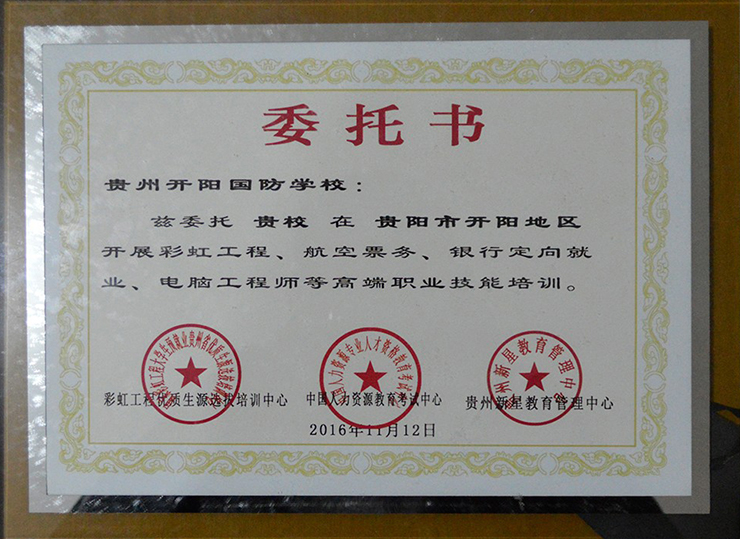 委托书
贵州开阳国防学校：
兹委托 贵校 在 贵阳市开阳地区
开展彩虹工程、航空票务、银行定向就
业、电脑工程师等高端职业技能培训。
彩虹工程优质生源选拔培训中心
中国人力资源教育考试中心
贵州新星教育管理中心
2016年11月12日